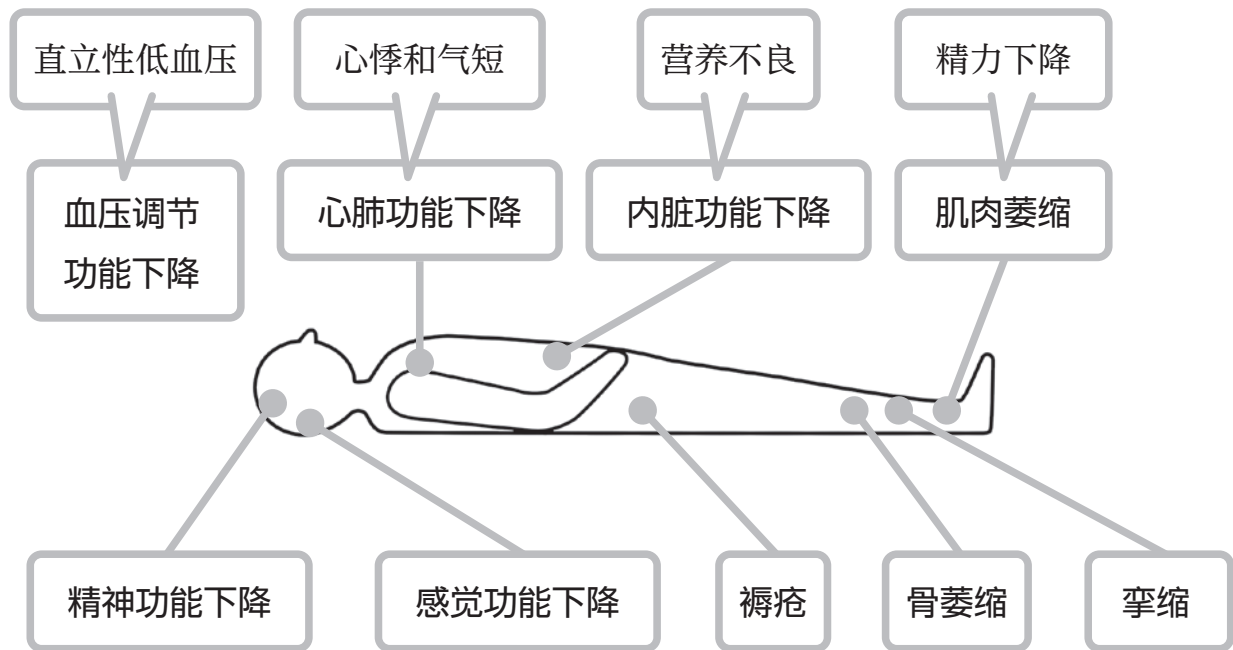 直立性低血压
心悸和气短
营养不良
精力下降
血压调节
功能下降
心肺功能下降
内脏功能下降
肌肉萎缩
精神功能下降
感觉功能下降
褥疮
骨萎缩
挛缩